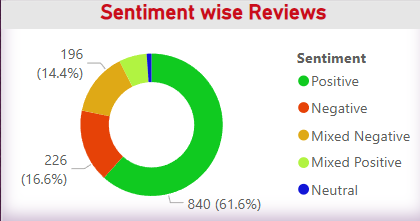 Sentiment wise Reviews
196
(14.4%)
226
(16.6%)
840 (61.6%)
Sentiment
Positive
Negative
Mixed Negative
Mixed Positive
Neutral